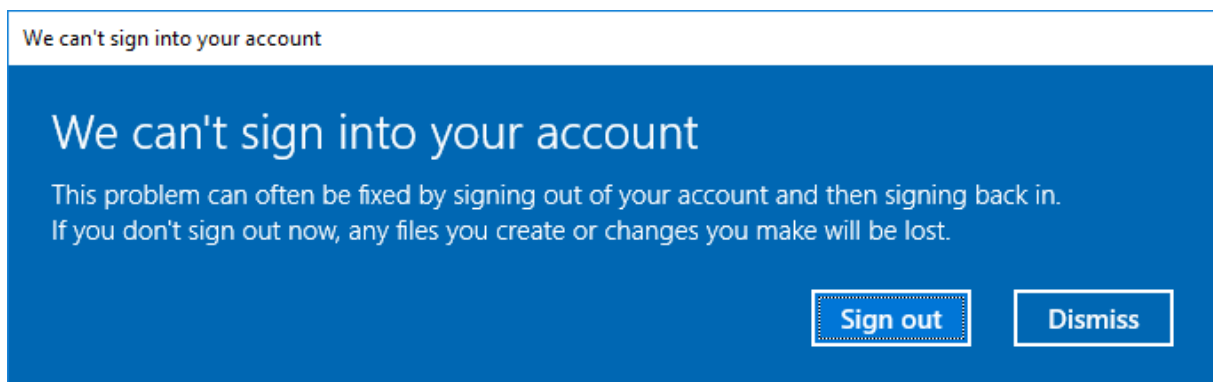 We can't sign into your account
We can't sign into your account
This problem can often be fixed by signing out of your account and then signing back in.
If you don't sign out now, any files you create or changes you make will be lost.
Sign out
Dismiss